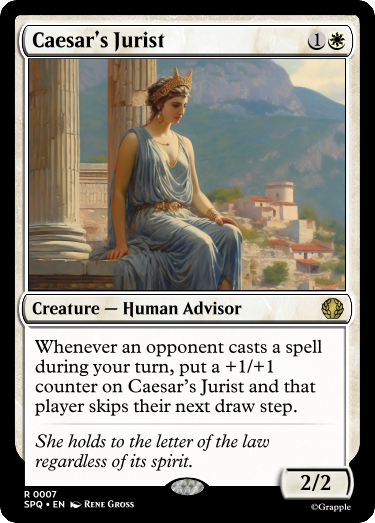 Caesar's Jurist 1
Creature — Human Advisor
Whenever an opponent casts a spell
during your turn, put a +1/+1
counter on Caesar's Jurist and that
player skips their next draw step.
She holds to the letter of the law
regardless of its spirit.
2/2
R 0007
SPQ • EN RENE GROSS
©Grapple